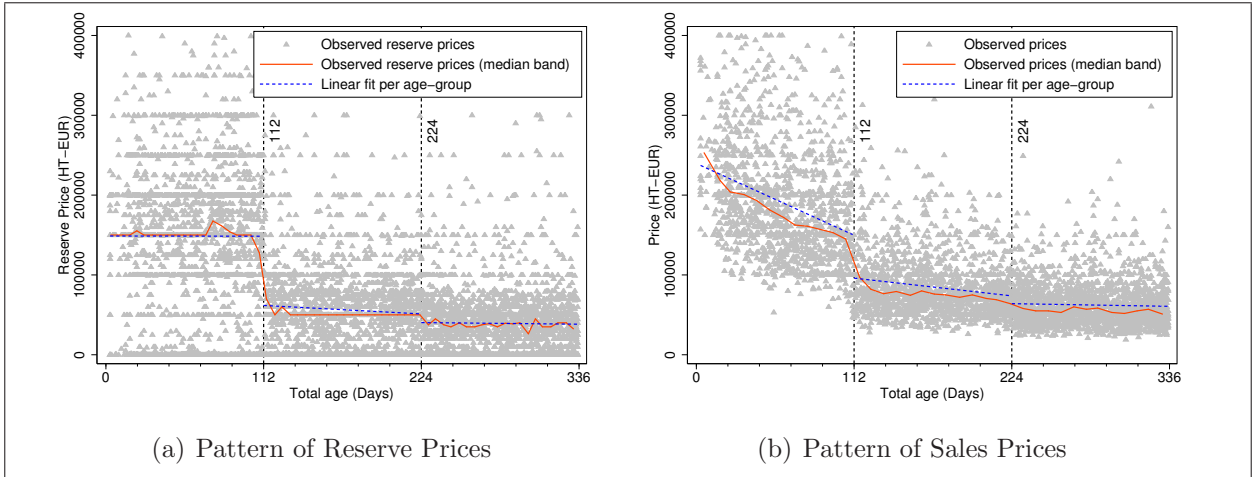 Observed reserve prices
Observed reserve prices (median band)
Linear fit per age−group
112
224
Reserve Price (HT−EUR)
400000
300000
200000
100000
0
0 112 224 336
Total age (Days)
(a) Pattern of Reserve Prices
Observed prices
Observed prices (median band)
Linear fit per age−group
112
224
Price (HT−EUR)
400000
300000
200000
100000
0
0 112 224 336
Total age (Days)
(b) Pattern of Sales Prices